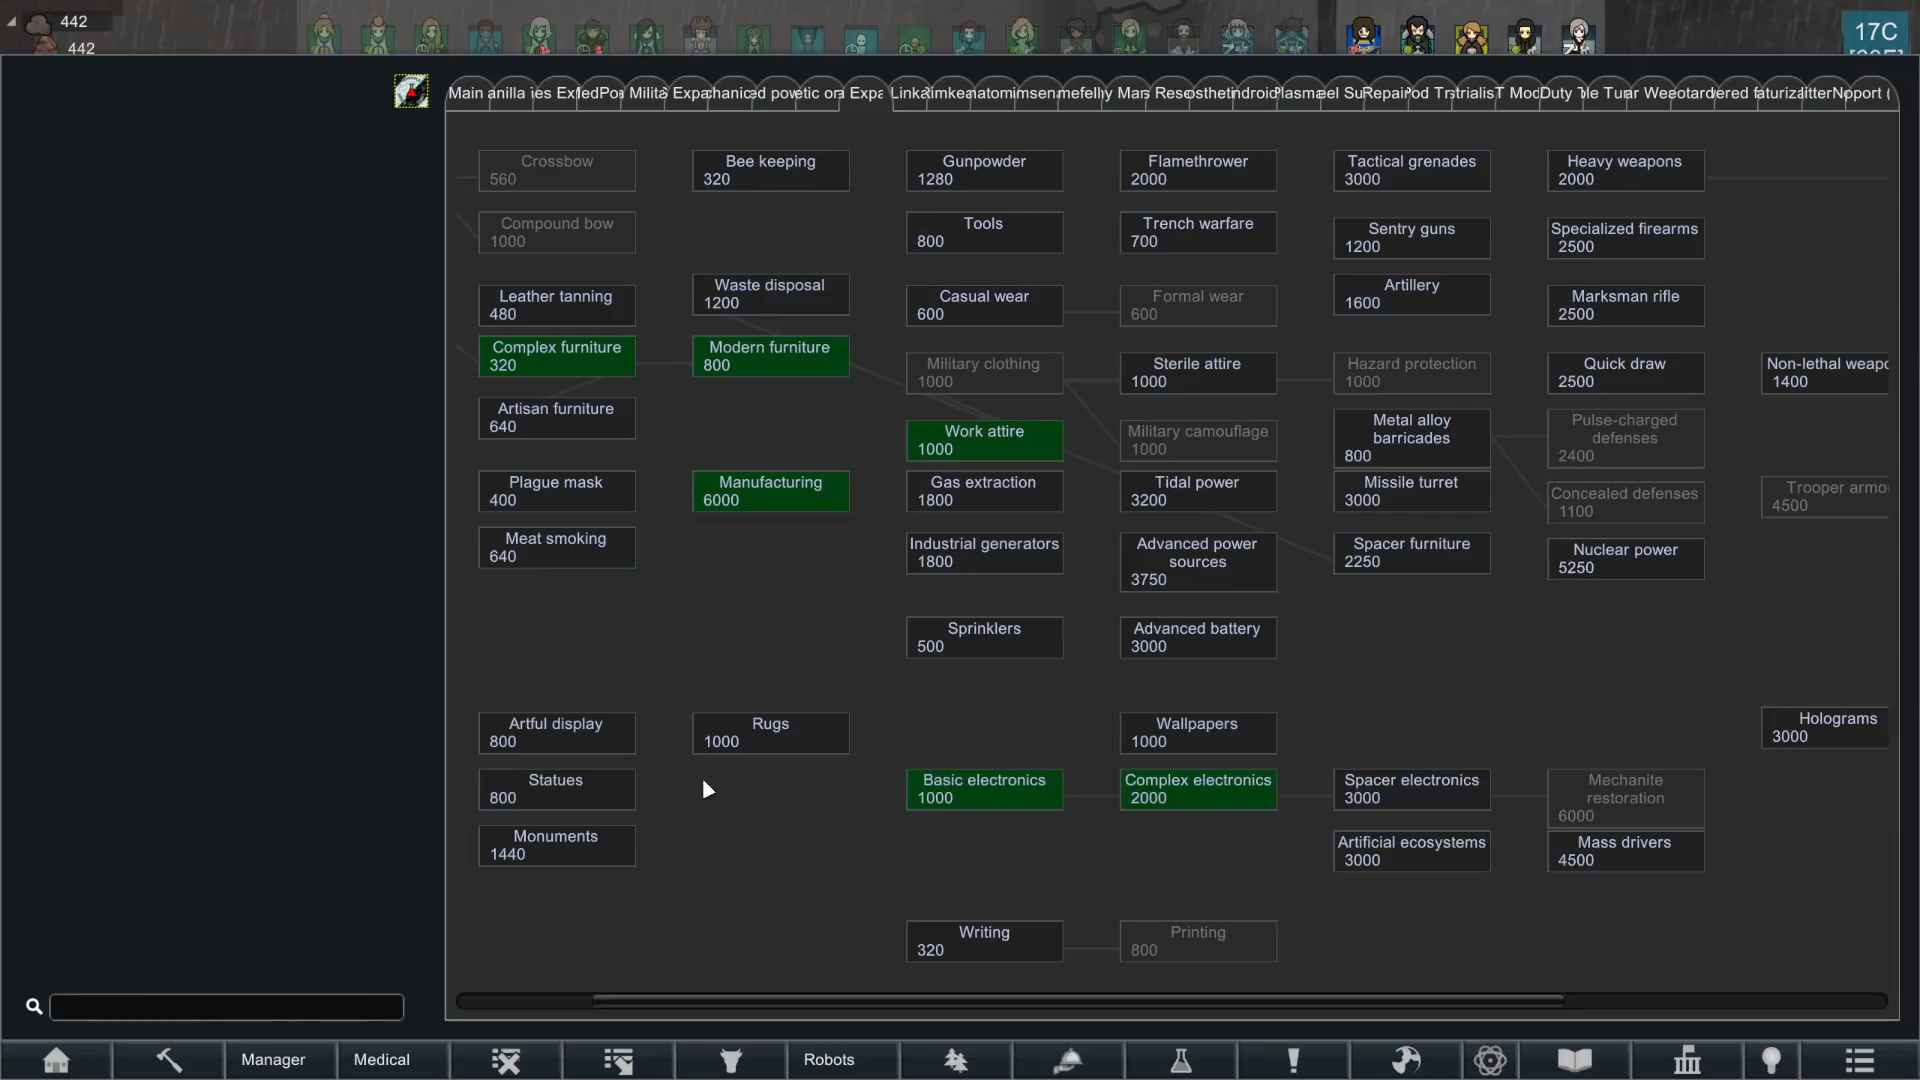 442
442
17C
Main
Crossbow
560
Bee keeping
320
Gunpowder
1280
Flamethrower
2000
Tactical grenades
3000
Heavy weapons
2000
Compound bow
1000
Tools
800
Trench warfare
700
Sentry guns
1200
Specialized firearms
2500
Leather tanning
480
Waste disposal
1200
Casual wear
600
Formal wear
600
Artillery
1600
Marksman rifle
2500
Complex furniture
320
Modern furniture
800
Military clothing
1000
Sterile attire
1000
Hazard protection
1000
Quick draw
2500
Non-lethal weapo
1400
Artisan furniture
640
Work attire
1000
Military camouflage
1000
Metal alloy
barricades
800
Pulse-charged
defenses
2400
Plague mask
400
Manufacturing
6000
Gas extraction
1800
Tidal power
3200
Missile turret
3000
Concealed defenses
1100
Trooper armo
4500
Meat smoking
640
Industrial generators
1800
Advanced power
sources
3750
Spacer furniture
2250
Nuclear power
5250
Sprinklers
500
Advanced battery
3000
Artful display
800
Rugs
1000
Wallpapers
1000
Holograms
3000
Statues
800
Basic electronics
1000
Complex electronics
2000
Spacer electronics
3000
Mechanite
restoration
6000
Monuments
1440
Artificial ecosystems
3000
Mass drivers
4500
Writing
320
Printing
800
Manager
Medical
Robots